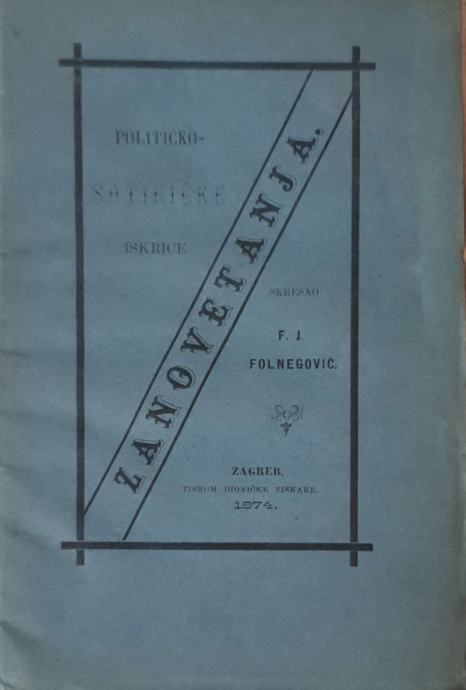 POLITIČKO-
SATIRIČKE
ISKRICE
ZANOVETANJA.
SKRESAO
F. J.
FOLNEGOVIĆ.
ZAGREB,
TISKOM DIONIČKE TISKARE.
1874.